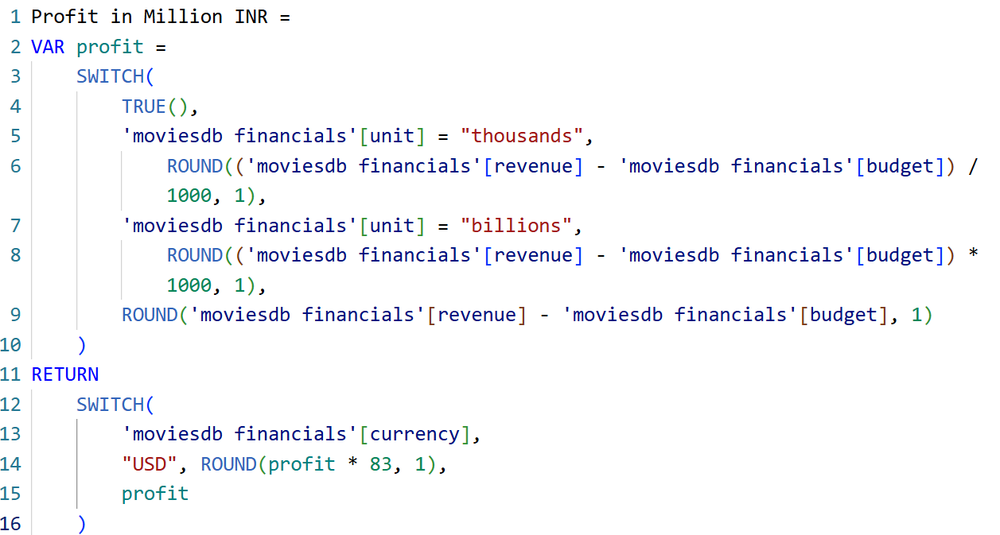 1 Profit in Million INR =
2 VAR profit =
3 SWITCH(
4 TRUE(),
5 'moviesdb financials'[unit] = "thousands",
6 ROUND(('moviesdb financials'[revenue] - 'moviesdb financials'[budget]) /
1000, 1),
7 'moviesdb financials'[unit] = "billions",
8 ROUND(('moviesdb financials'[revenue] - 'moviesdb financials'[budget]) *
1000, 1),
9 ROUND('moviesdb financials'[revenue] - 'moviesdb financials'[budget], 1)
10 )
11 RETURN
12 SWITCH(
13 'moviesdb financials'[currency],
14 "USD", ROUND(profit * 83, 1),
15 profit
16 )